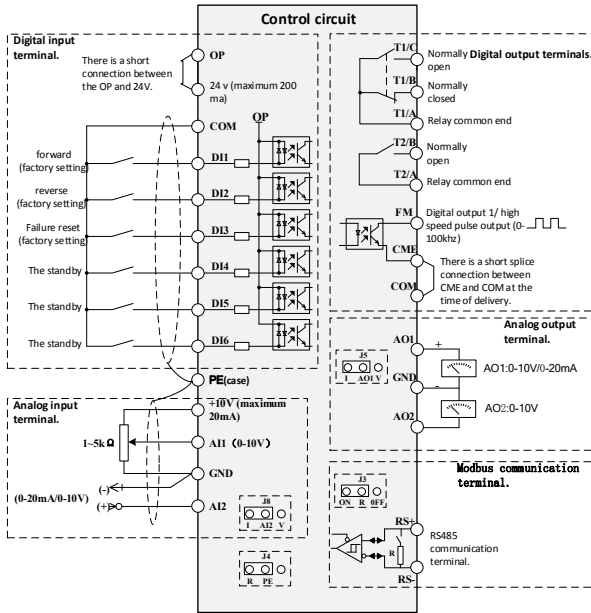 Control circuit
Digital input
terminal.
There is a short
connection between
the OP and 24V.
OP
24 v (maximum 200
ma)
COM
OP
forward
(factory setting)
DI1
reverse
(factory setting)
DI2
Failure reset
(factory setting)
DI3
The standby
DI4
The standby
DI5
The standby
DI6
PE(case)
Analog input
terminal.
+10V (maximum
20mA)
1~5kΩ
AI1 (0-10V)
GND
(0-20mA/0-10V)
(-)
(+)
AI2
J8
I AI2 V
J4
R PE
T1/C
Normally
open
Digital output terminals.
T1/B
Normally
closed
T1/A
Relay common end
T2/B
Normally
open
T2/A
Relay common end
FM
Digital output 1/ high
speed pulse output (0-
100khz)
CME
There is a short splice
connection between
CME and COM at the
time of delivery.
COM
Analog output
terminal.
AO1
+
J5
I AO1 V
AO1:0-10V/0-20mA
GND
-
AO2:0-10V
AO2
Modbus communication
terminal.
J3
ON R OFF
RS+
R
RS485
communication
terminal.
RS-